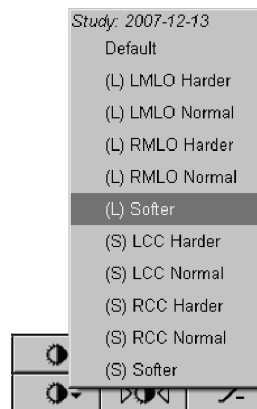 Study: 2007-12-13
Default
(L) LMLO Harder
(L) LMLO Normal
(L) RMLO Harder
(L) RMLO Normal
(L) Softer
(S) LCC Harder
(S) LCC Normal
(S) RCC Harder
(S) RCC Normal
(S) Softer